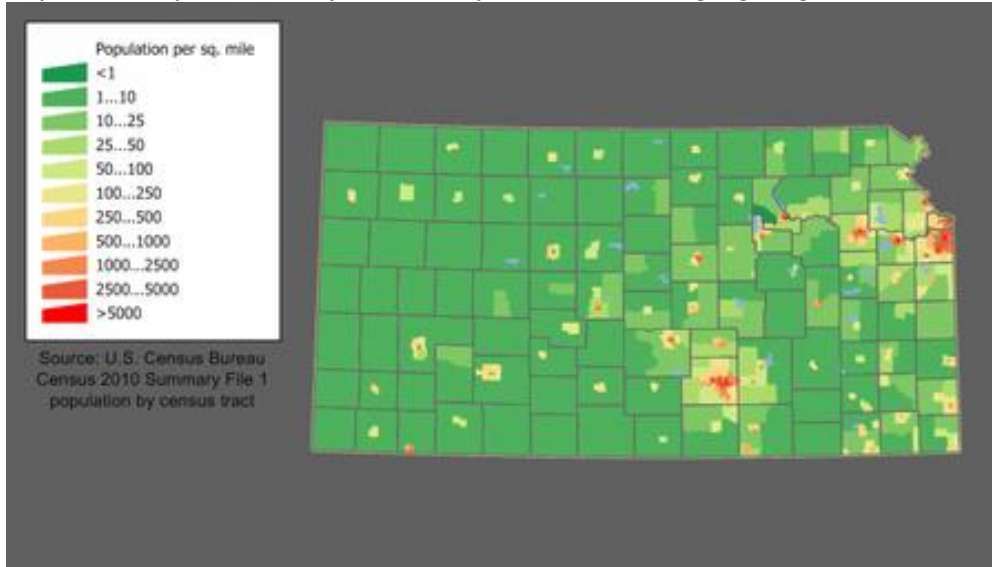 Population per sq. mile
<1
1...10
10...25
25...50
50...100
100...250
250...500
500...1000
1000...2500
2500...5000
>5000
Source: U.S. Census Bureau
Census 2010 Summary File 1
population by census tract